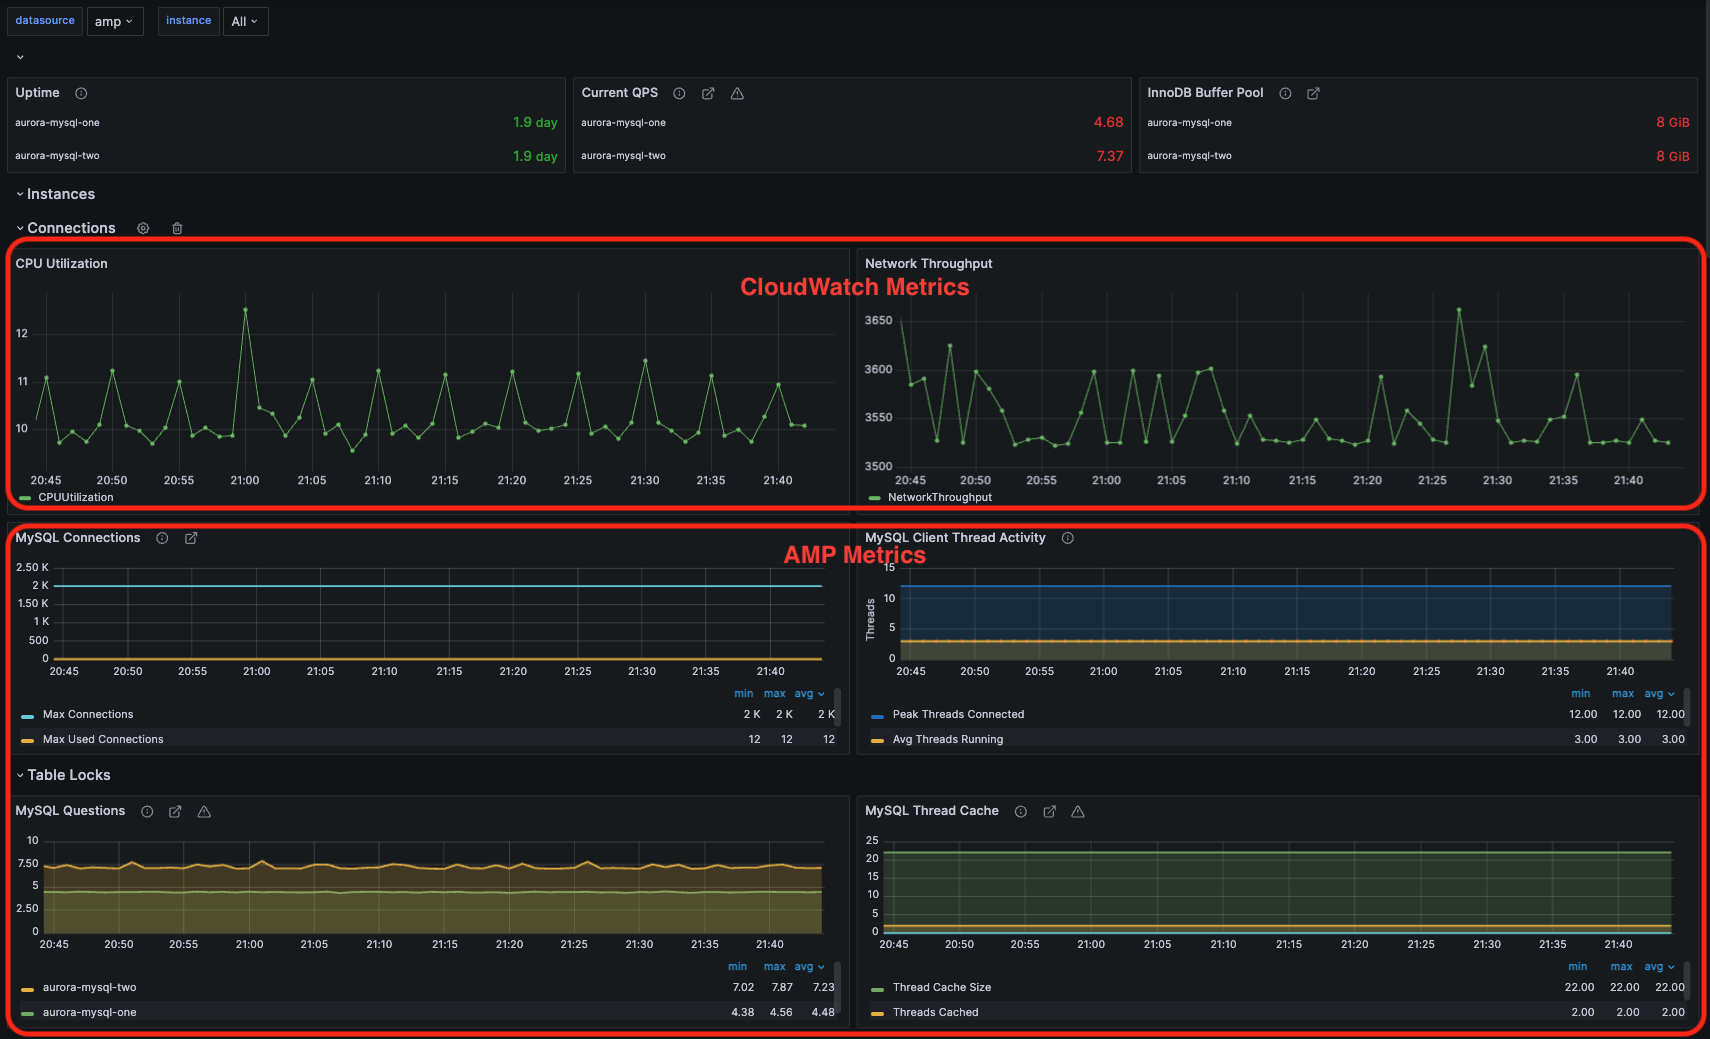 datasource amp instance All
Uptime
aurora-mysql-one 1.9 day
aurora-mysql-two 1.9 day
Current QPS
aurora-mysql-one 4.68
aurora-mysql-two 7.37
InnoDB Buffer Pool
aurora-mysql-one 8 GiB
aurora-mysql-two 8 GiB
Instances
Connections
CloudWatch Metrics
CPU Utilization
12
11
10
20:45 20:50 20:55 21:00 21:05 21:10 21:15 21:20 21:25 21:30 21:35 21:40
CPUUtilization
Network Throughput
3650
3600
3550
3500
20:45 20:50 20:55 21:00 21:05 21:10 21:15 21:20 21:25 21:30 21:35 21:40
NetworkThroughput
AMP Metrics
MySQL Connections
2.50 K
2 K
1.50 K
1 K
500
0
20:45 20:50 20:55 21:00 21:05 21:10 21:15 21:20 21:25 21:30 21:35 21:40
min max avg
Max Connections 2 K 2 K 2 K
Max Used Connections 12 12 12
MySQL Client Thread Activity
Threads
15
10
5
0
20:45 20:50 20:55 21:00 21:05 21:10 21:15 21:20 21:25 21:30 21:35 21:40
min max avg
Peak Threads Connected 12.00 12.00 12.00
Avg Threads Running 3.00 3.00 3.00
Table Locks
MySQL Questions
10
7.50
5
2.50
0
20:45 20:50 20:55 21:00 21:05 21:10 21:15 21:20 21:25 21:30 21:35 21:40
min max avg
aurora-mysql-two 7.02 7.87 7.23
aurora-mysql-one 4.38 4.56 4.48
MySQL Thread Cache
25
20
15
10
5
0
20:45 20:50 20:55 21:00 21:05 21:10 21:15 21:20 21:25 21:30 21:35 21:40
min max avg
Thread Cache Size 22.00 22.00 22.00
Threads Cached 2.00 2.00 2.00